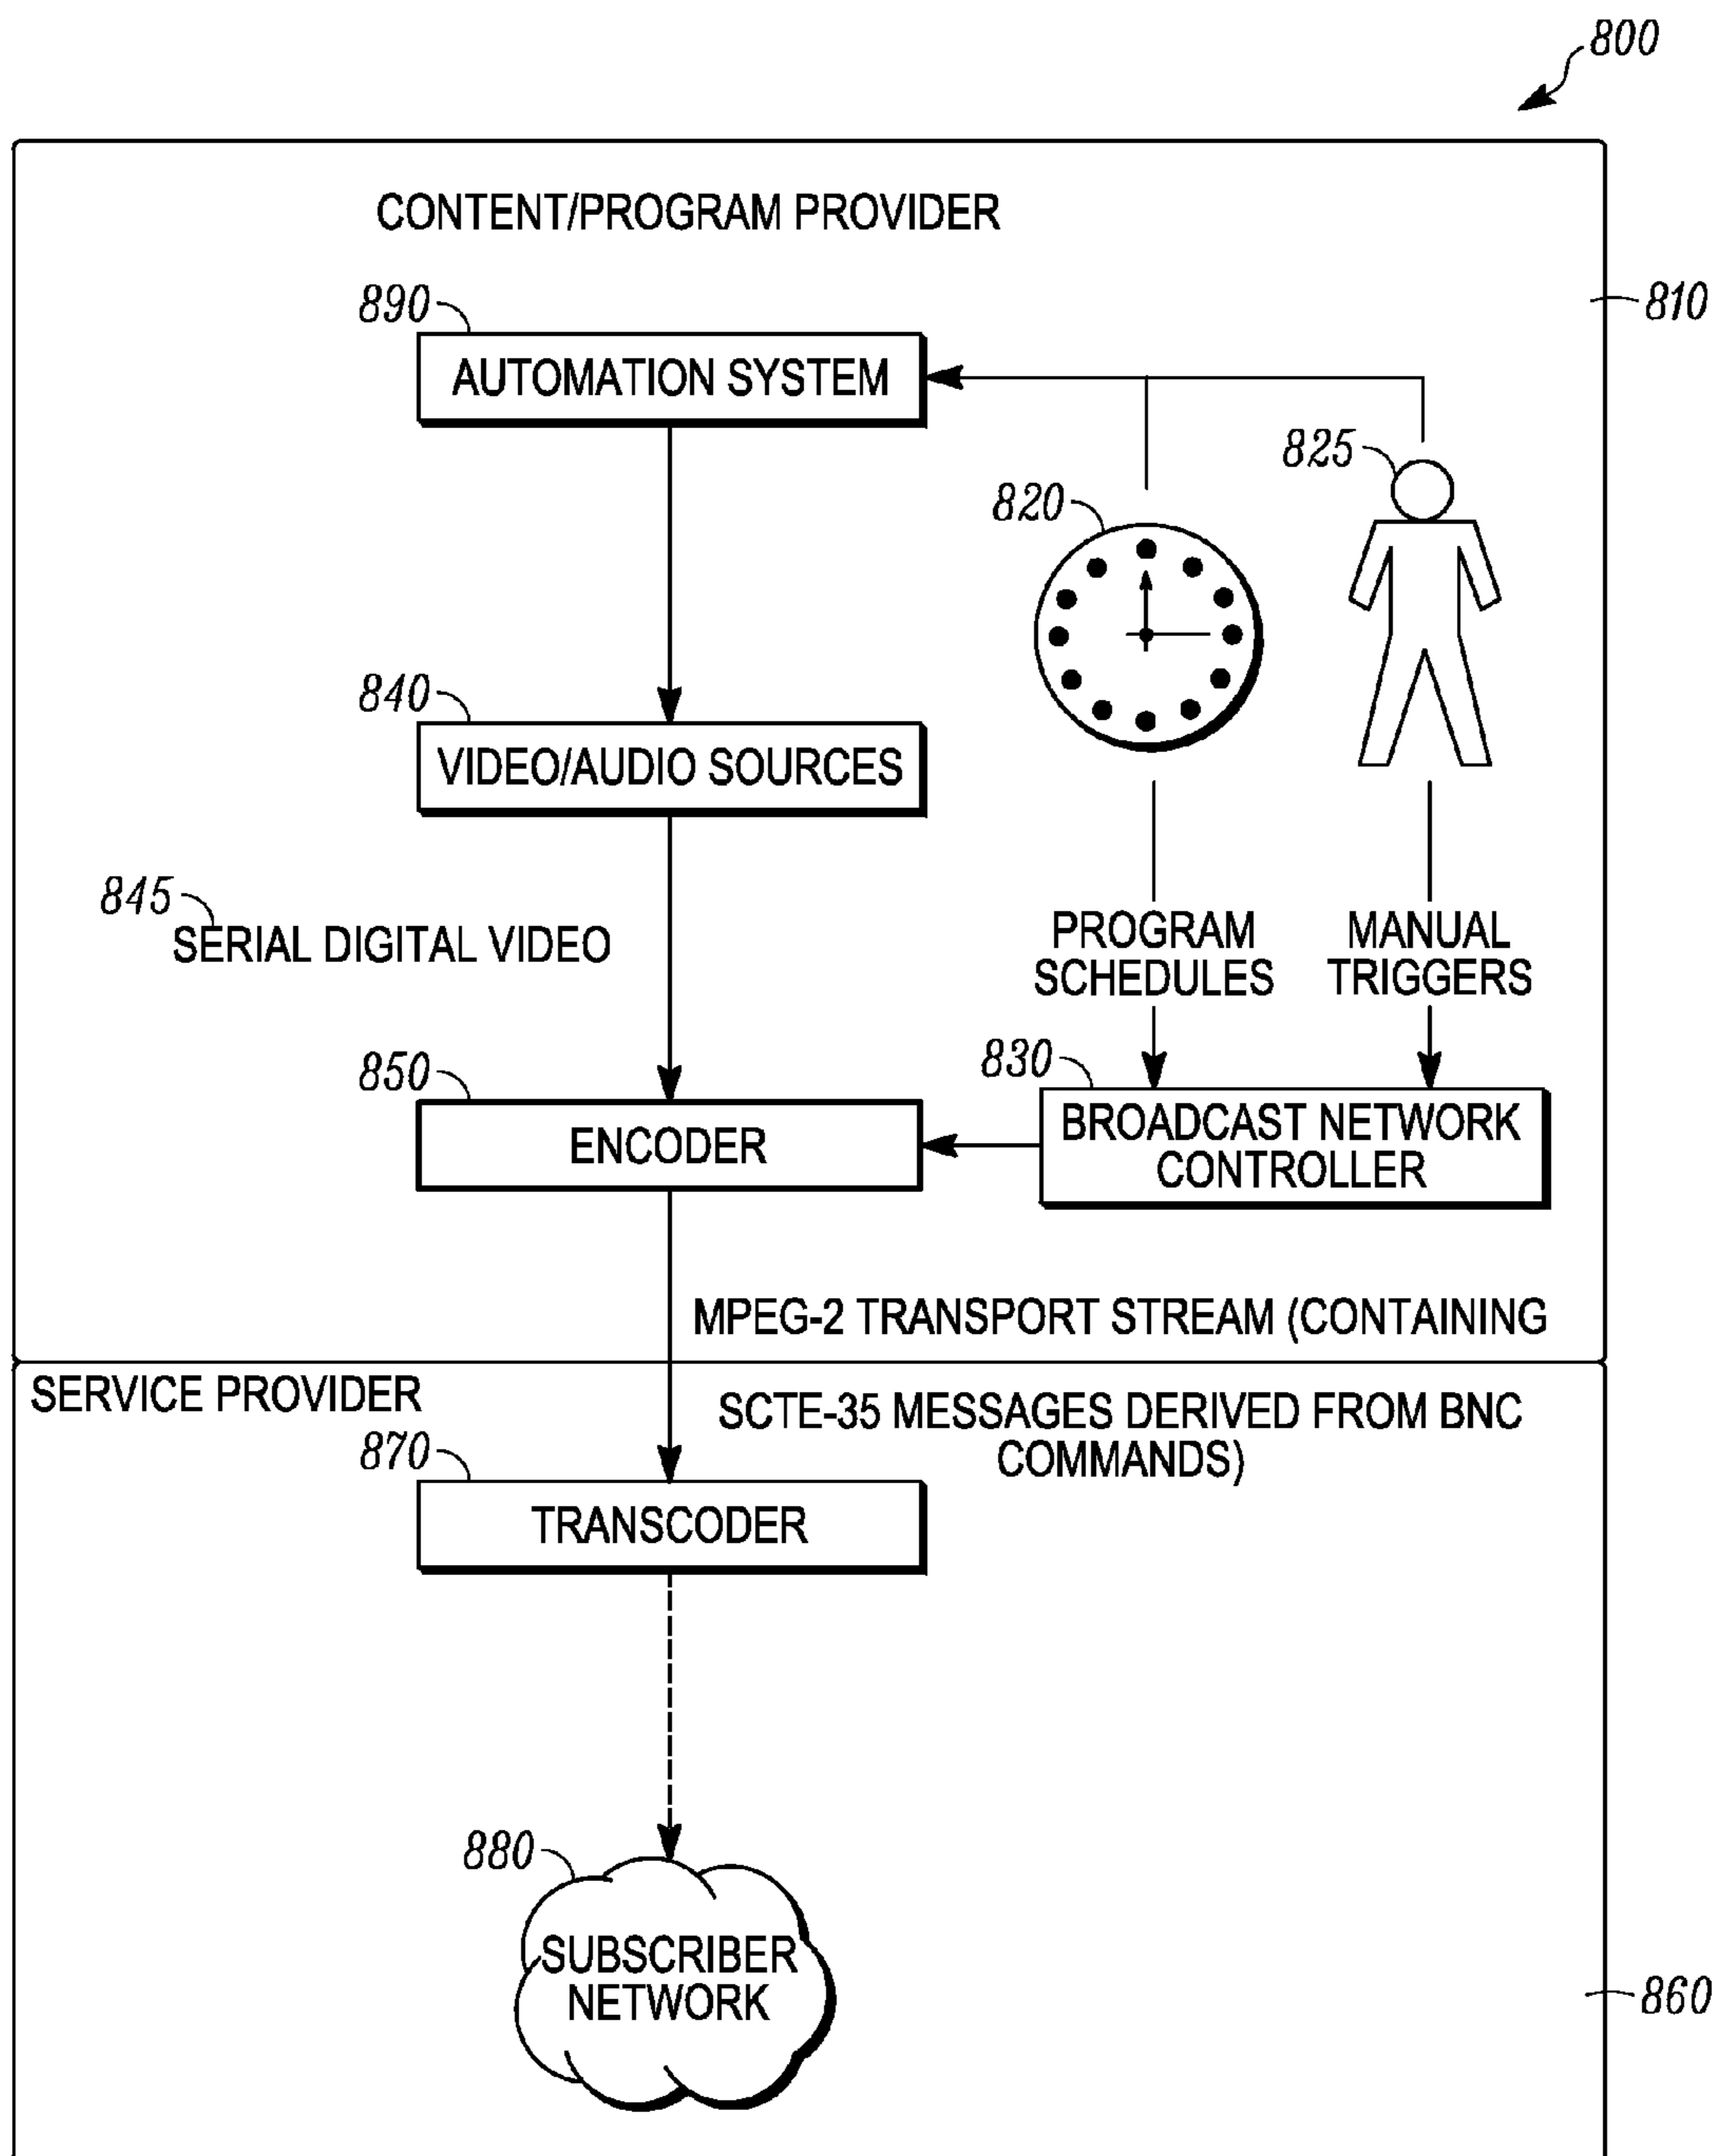 800
CONTENT/PROGRAM PROVIDER
810
890
AUTOMATION SYSTEM
825
820
840
VIDEO/AUDIO SOURCES
845
SERIAL DIGITAL VIDEO
PROGRAM
SCHEDULES
MANUAL
TRIGGERS
850
ENCODER
830
BROADCAST NETWORK
CONTROLLER
MPEG-2 TRANSPORT STREAM (CONTAINING
SERVICE PROVIDER
SCTE-35 MESSAGES DERIVED FROM BNC
COMMANDS)
870
TRANSCODER
880
SUBSCRIBER
NETWORK
860